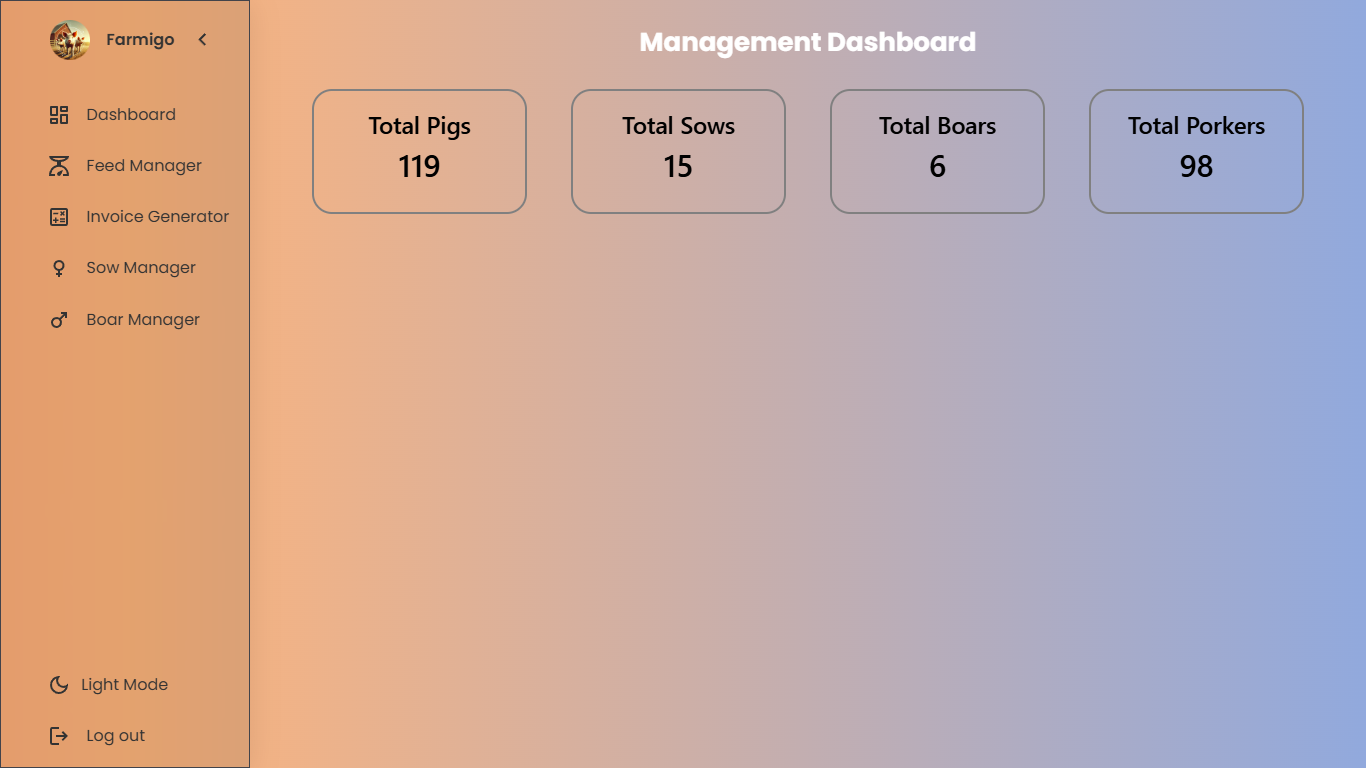 Farmigo
Dashboard
Feed Manager
Invoice Generator
Sow Manager
Boar Manager
Light Mode
Log out
Management Dashboard
Total Pigs
119
Total Sows
15
Total Boars
6
Total Porkers
98